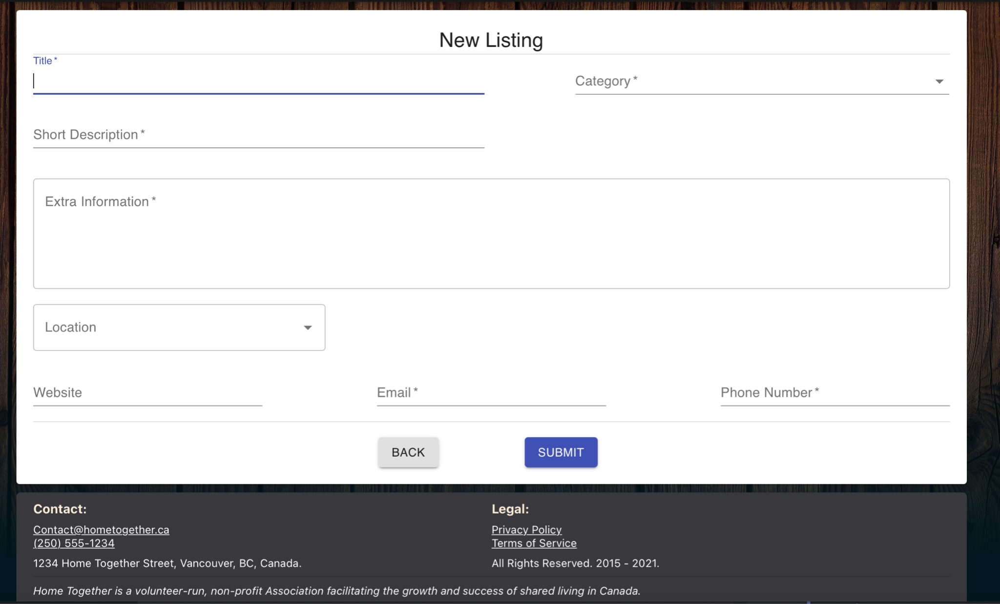 New Listing
Title *
Category *
Short Description *
Extra Information *
Location
Website
Email *
Phone Number *
BACK
SUBMIT
Contact:
Contact@hometogether.ca
(250) 555-1234
1234 Home Together Street, Vancouver, BC, Canada.
Legal:
Privacy Policy
Terms of Service
All Rights Reserved. 2015 - 2021.
Home Together is a volunteer-run, non-profit Association facilitating the growth and success of shared living in Canada.